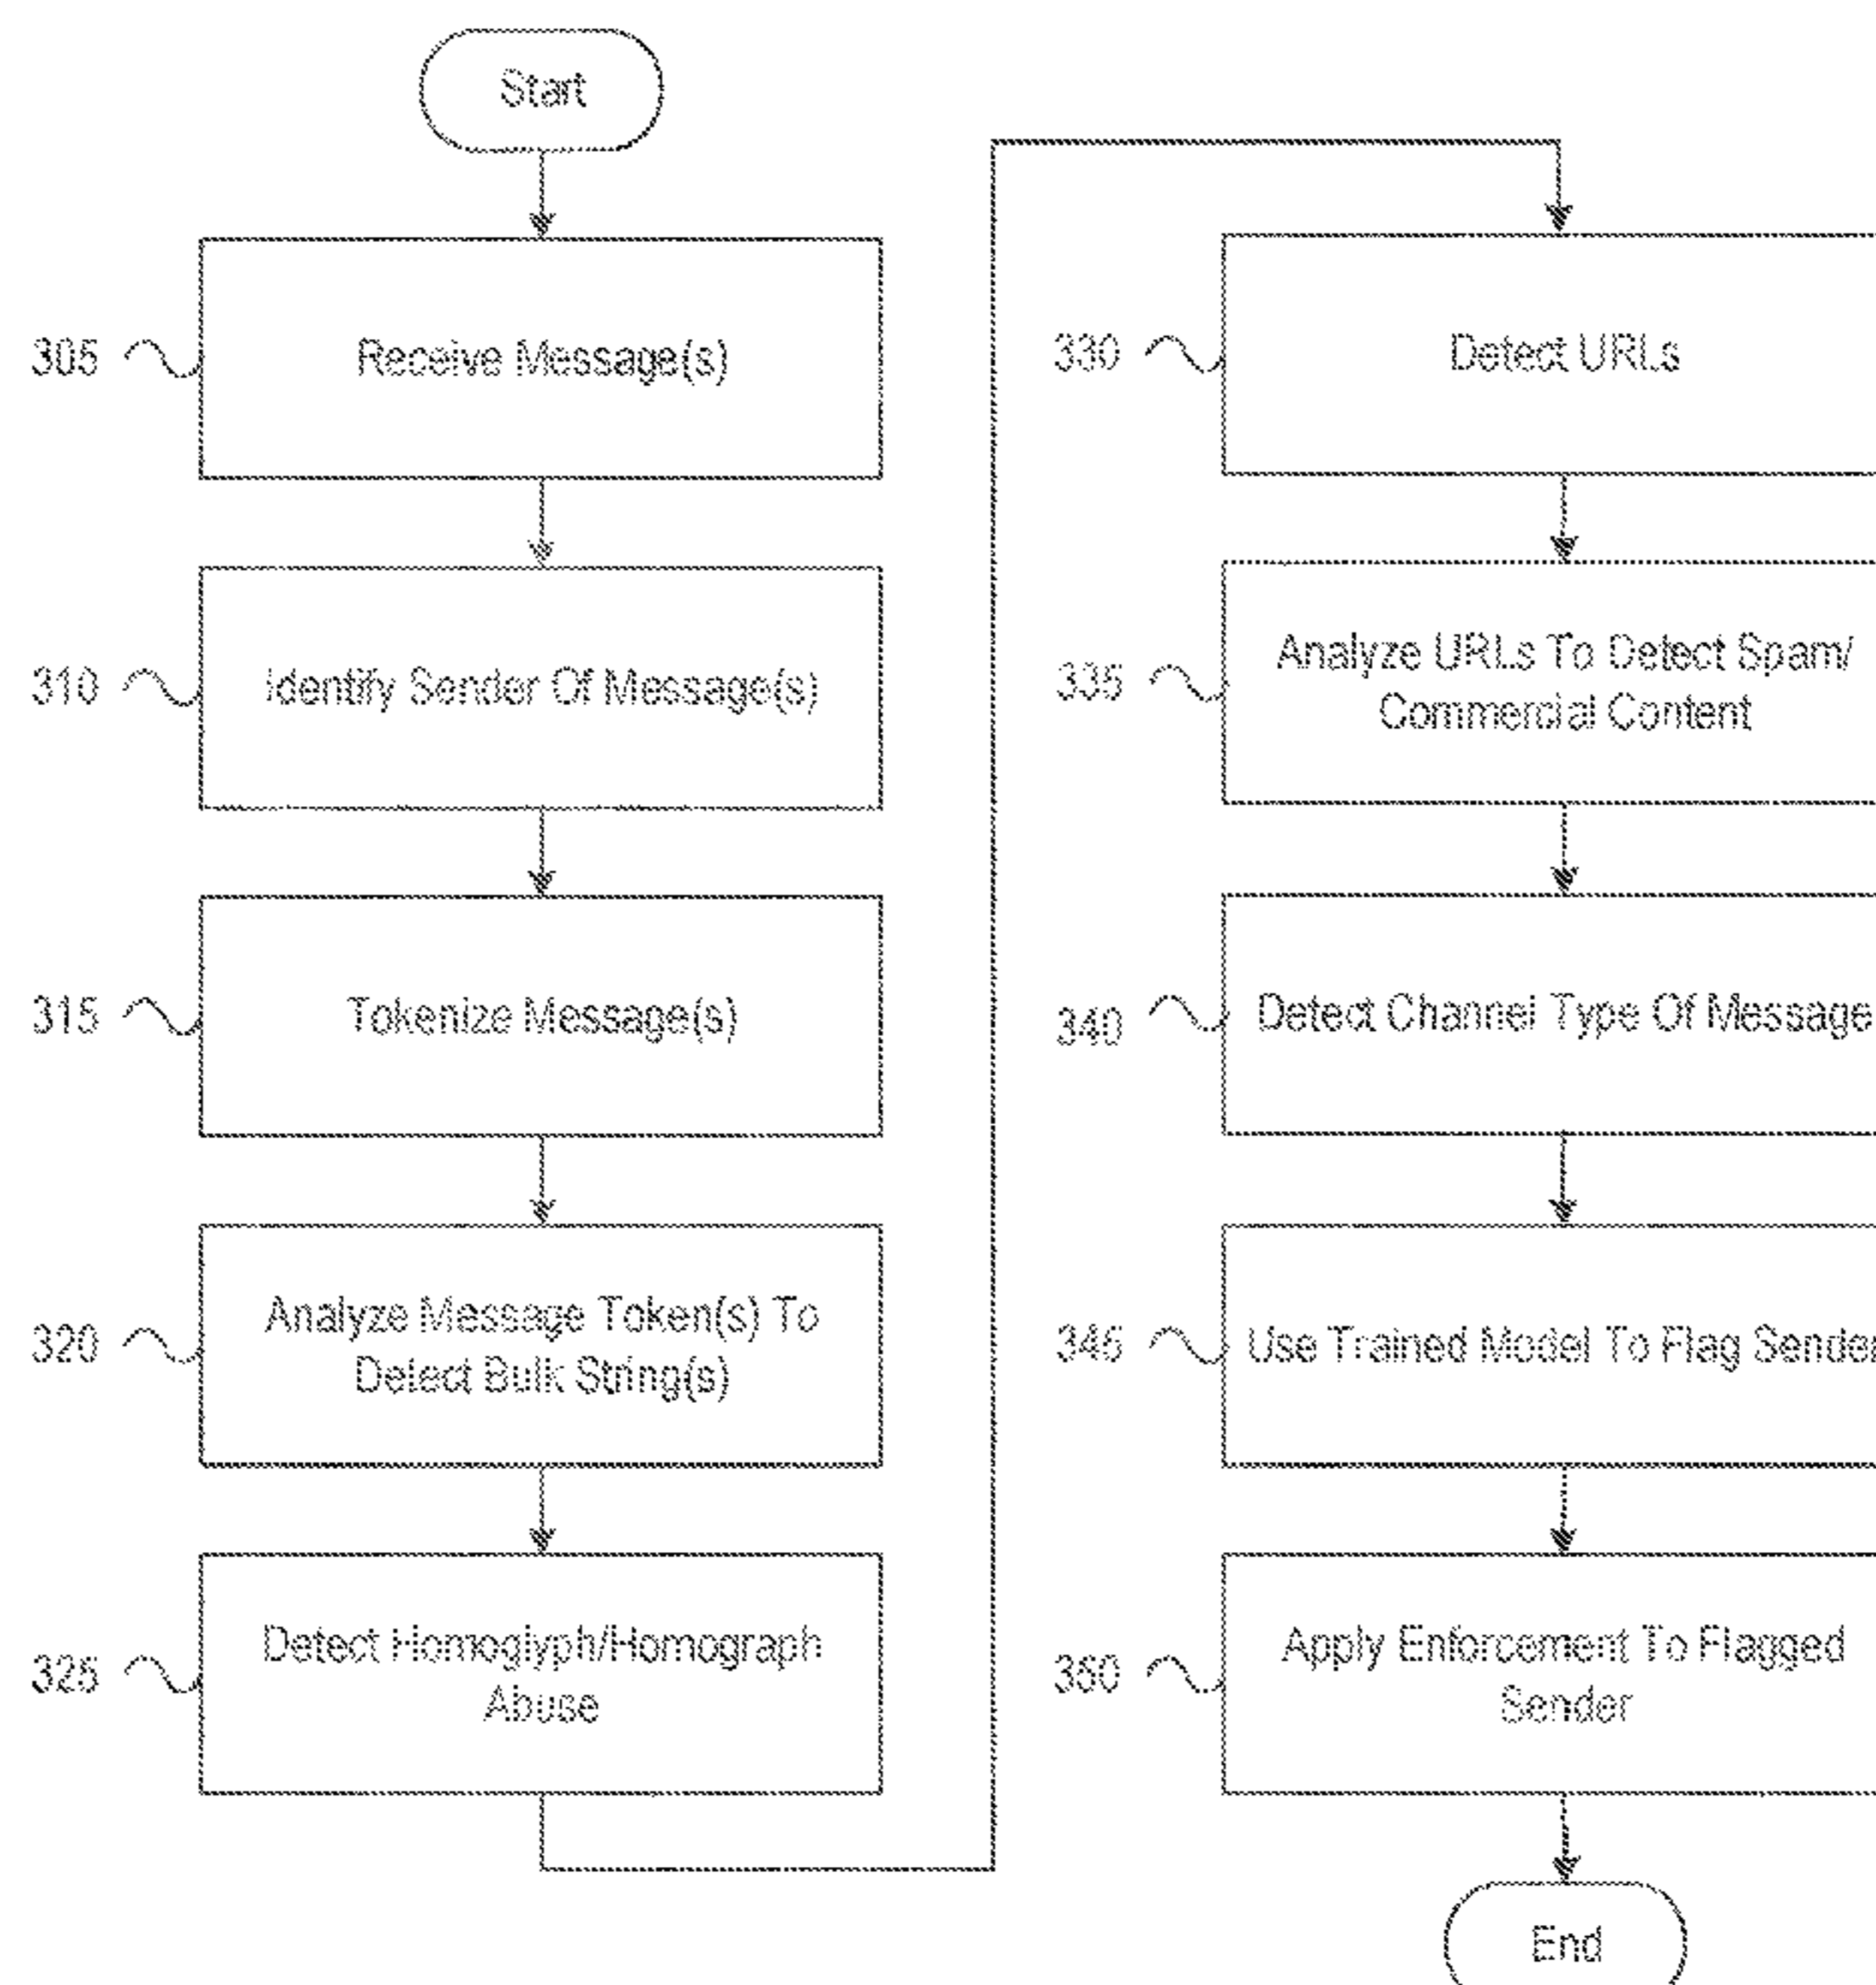 Start
305
Receive Message(s)
310
Identify Sender Of Message(s)
315
Tokenize Message(s)
320
Analyze Message Token(s) To
Detect Bulk String(s)
325
Detect Homoglyph/Homograph
Abuse
330
Detect URLs
335
Analyze URLs To Detect Spam/
Commercial Content
340
Detect Channel Type Of Message
345
Use Trained Model To Flag Sender
350
Apply Enforcement To Flagged
Sender
End